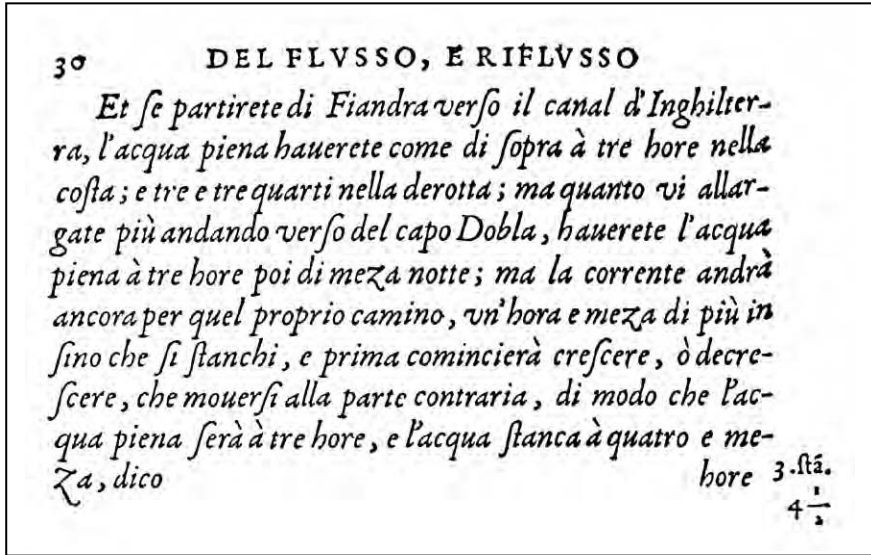 30 DEL FLVSSO, E RIFLVSSO
Et ſe partirete di Fiandra verſo il canal d'Inghilter-
ra, l'acqua piena hauerete come di ſopra à tre hore nella
coſta; e tre e tre quarti nella derotta; ma quanto vi allar-
gate più andando verſo del capo Dobla, hauerete l'acqua
piena à tre hore poi di meza notte; ma la corrente andrà
ancora per quel proprio camino, vn'hora e meza di più in
ſino che ſi ſtanchi, e prima comincierà creſcere, ò decre-
ſcere, che mouerſi alla parte contraria, di modo che l'ac-
qua piena ſerà à tre hore, e l'acqua ſtanca à quatro e me-
za, dico hore 3.ſtã.
4 1/2